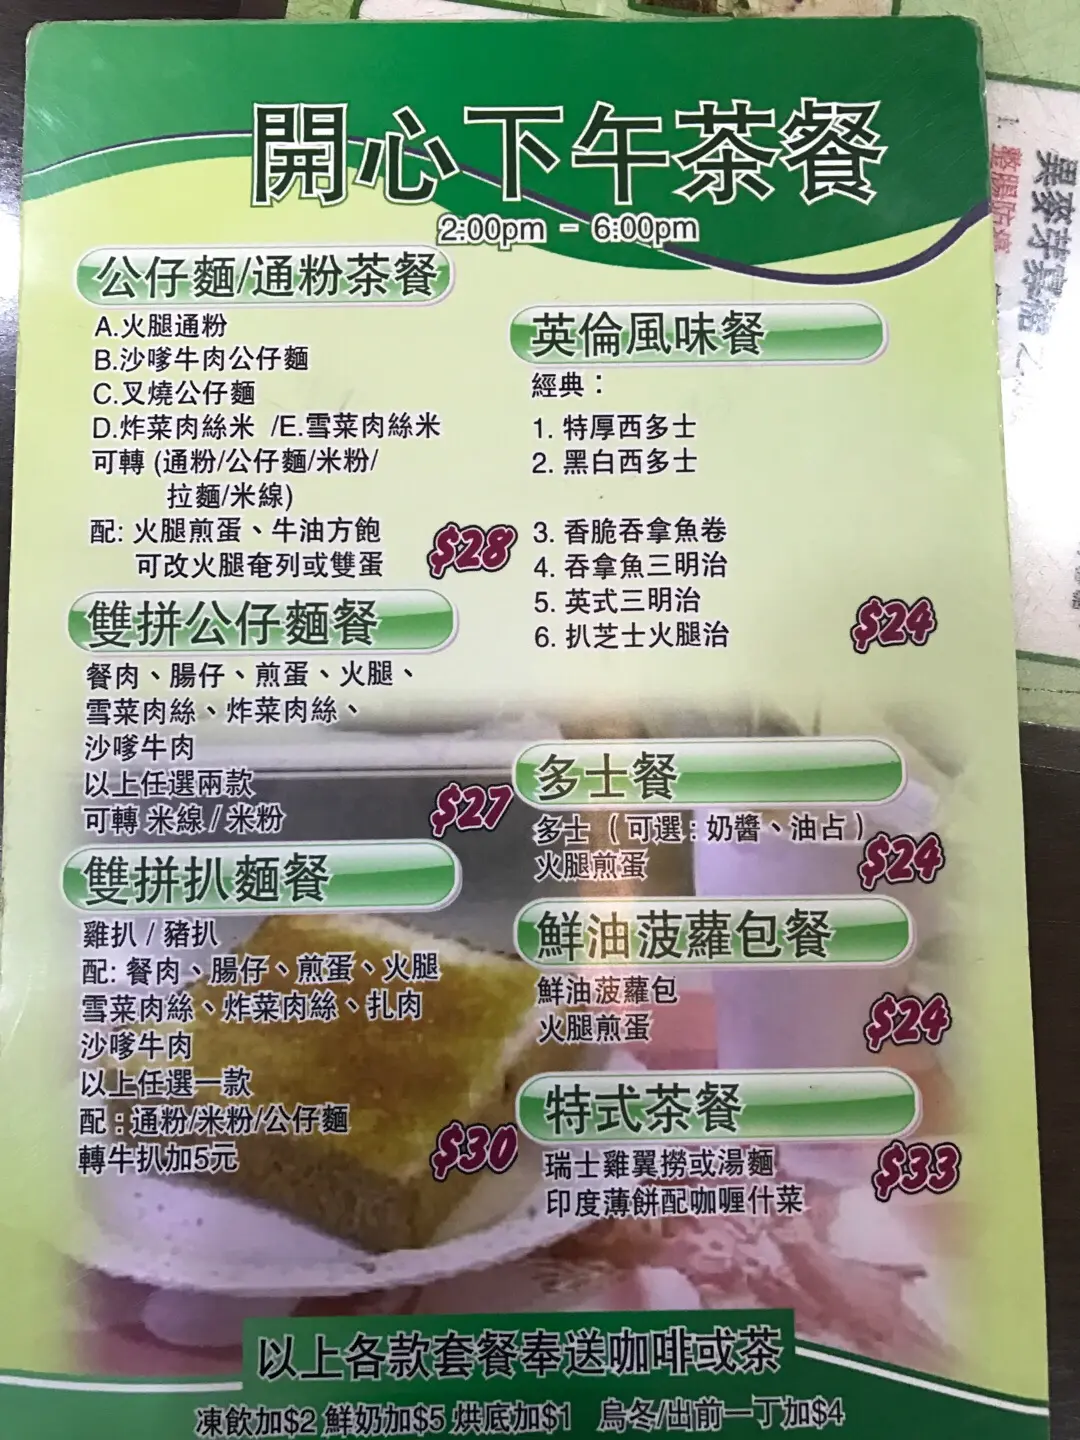 開心下午茶餐
2:00pm - 6:00pm
公仔麵/通粉茶餐
A.火腿通粉
B.沙嗲牛肉公仔麵
C.叉燒公仔麵
D.炸菜肉絲米 /E.雪菜肉絲米
可轉 (通粉/公仔麵/米粉/
拉麵/米線)
配: 火腿煎蛋、牛油方飽
可改火腿奄列或雙蛋
$28
雙拼公仔麵餐
餐肉、腸仔、煎蛋、火腿、
雪菜肉絲、炸菜肉絲、
沙嗲牛肉
以上任選兩款
可轉 米線 / 米粉
$27
雙拼扒麵餐
雞扒 / 豬扒
配: 餐肉、腸仔、煎蛋、火腿
雪菜肉絲、炸菜肉絲、扎肉
沙嗲牛肉
以上任選一款
配 : 通粉/米粉/公仔麵
轉牛扒加5元
$30
英倫風味餐
經典：
1. 特厚西多士
2. 黑白西多士
3. 香脆吞拿魚卷
4. 吞拿魚三明治
5. 英式三明治
6. 扒芝士火腿治
$24
多士餐
多士 ( 可選 : 奶醬、油占 )
火腿煎蛋
$24
鮮油菠蘿包餐
鮮油菠蘿包
火腿煎蛋
$24
特式茶餐
瑞士雞翼撈或湯麵
印度薄餅配咖喱什菜
$33
以上各款套餐奉送咖啡或茶
凍飲加$2 鮮奶加$5 烘底加$1 烏冬/出前一丁加$4